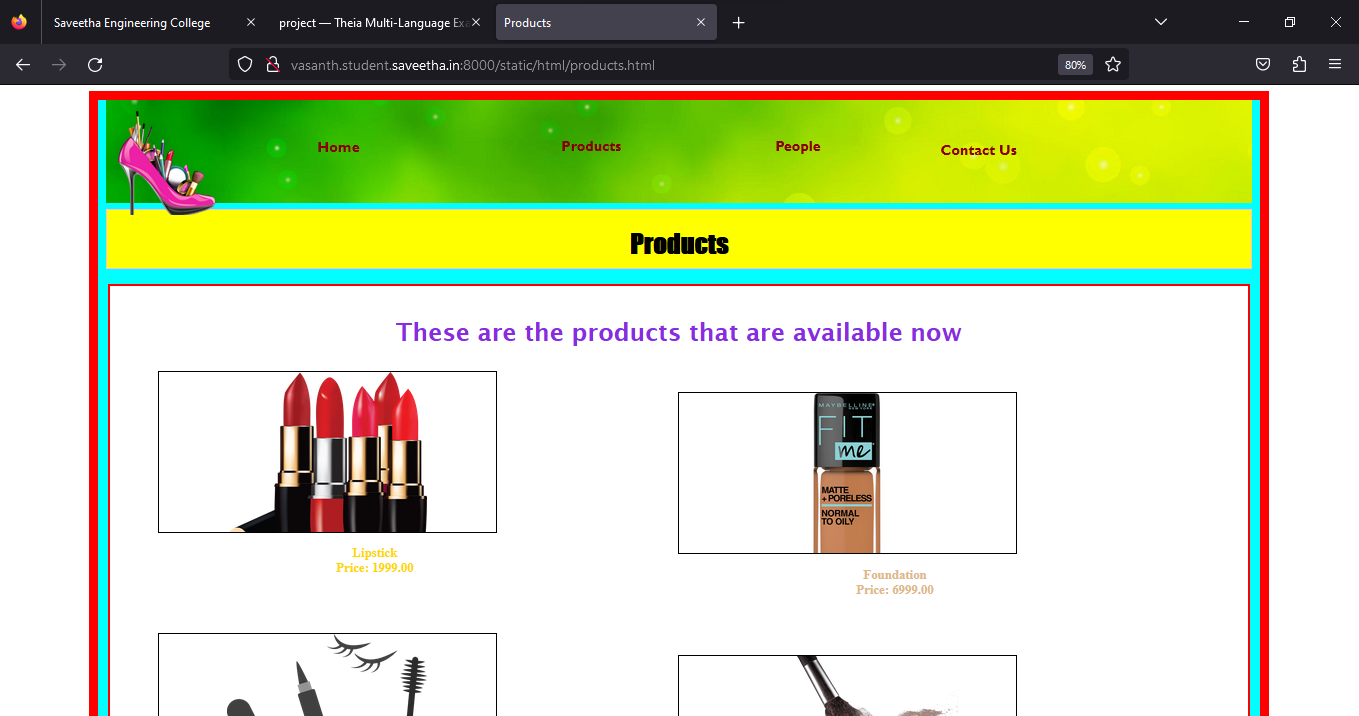 Saveetha Engineering College
project — Theia Multi-Language Exa
Products
vasanth.student.saveetha.in:8000/static/html/products.html
80%
Home
Products
People
Contact Us
Products
These are the products that are available now
MAYBELLINE
NEW YORK
FIT
me
MATTE
+ PORELESS
NORMAL
TO OILY
Lipstick
Price: 1999.00
Foundation
Price: 6999.00